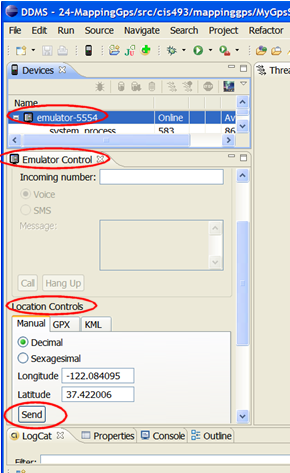 DDMS - 24-MappingGps/src/cis493/mappinggps/MyGpsS
File Edit Run Source Navigate Search Project Refactor
Devices
Threa
Name
emulator-5554 Online Av
system_process 583 86
Emulator Control
Incoming number:
Voice
SMS
Message:
Call Hang Up
Location Controls
Manual GPX KML
Decimal
Sexagesimal
Longitude -122.084095
Latitude 37.422006
Send
LogCat Properties Console Outline
Filter: